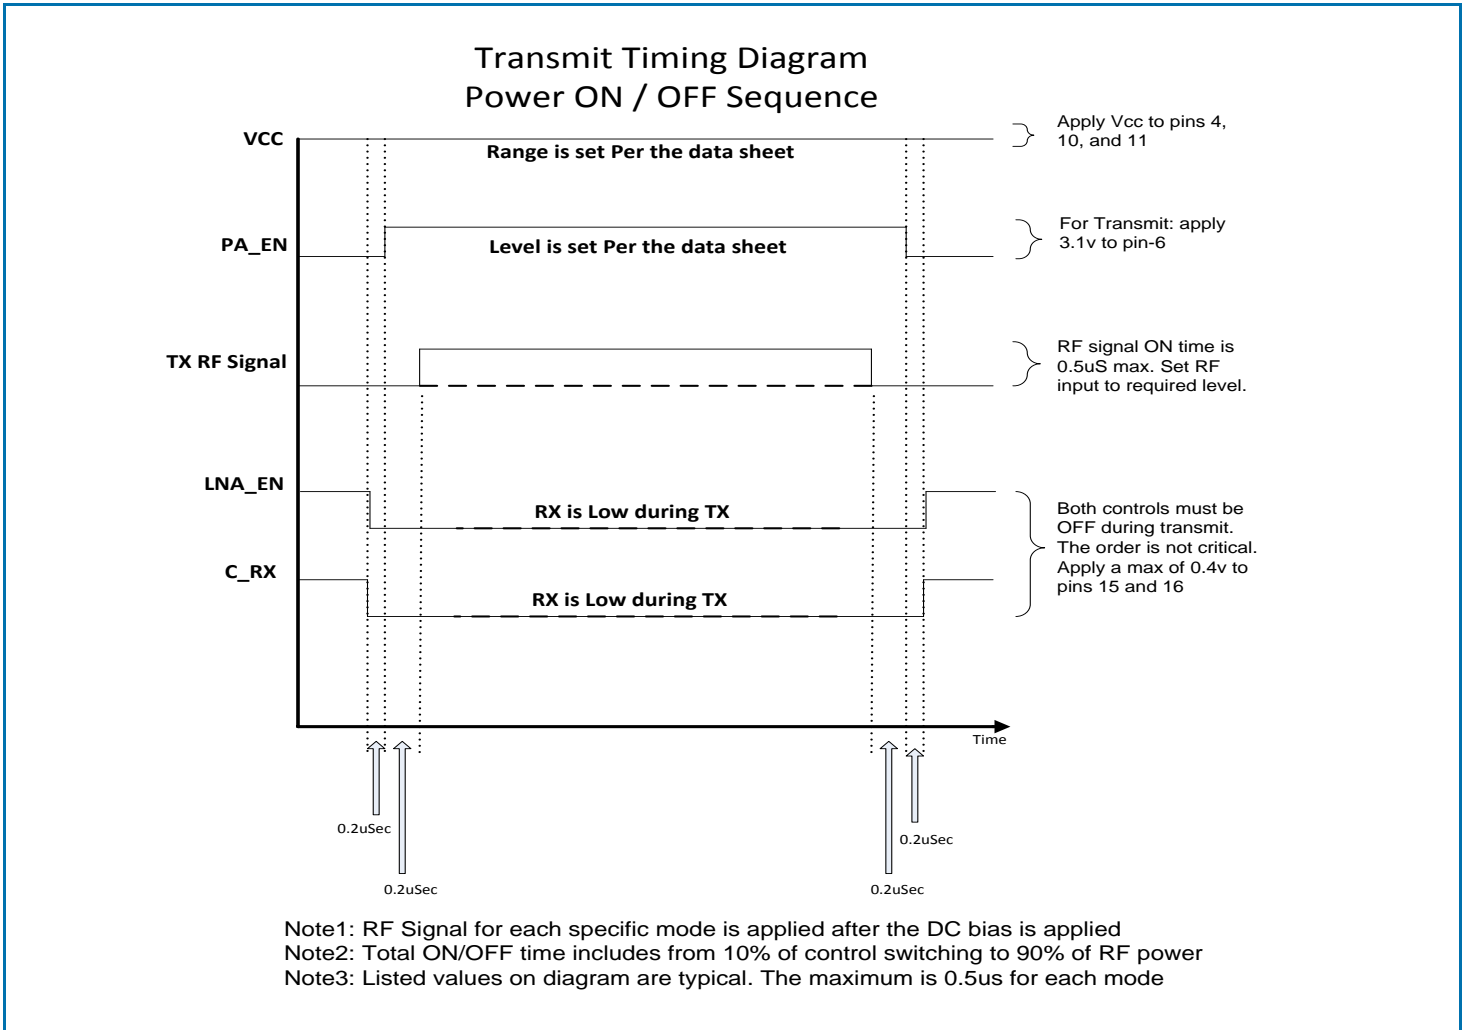 Transmit Timing Diagram
Power ON / OFF Sequence
VCC
Range is set Per the data sheet
Apply Vcc to pins 4,
10, and 11
PA_EN
Level is set Per the data sheet
For Transmit: apply
3.1v to pin-6
TX RF Signal
RF signal ON time is
0.5uS max. Set RF
input to required level.
LNA_EN
RX is Low during TX
C_RX
RX is Low during TX
Both controls must be
OFF during transmit.
The order is not critical.
Apply a max of 0.4v to
pins 15 and 16
Time
0.2uSec
0.2uSec
0.2uSec
0.2uSec
Note1: RF Signal for each specific mode is applied after the DC bias is applied
Note2: Total ON/OFF time includes from 10% of control switching to 90% of RF power
Note3: Listed values on diagram are typical. The maximum is 0.5us for each mode